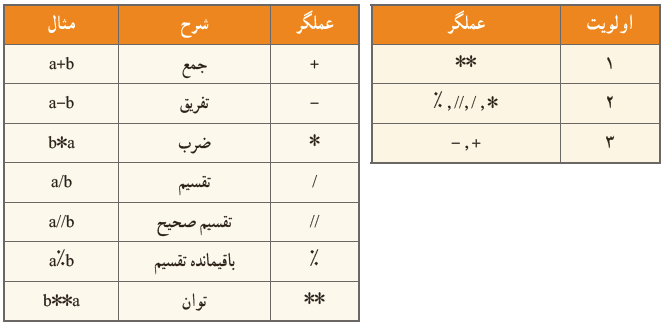 اولویت عملگر
۱ **
۲ *, /, //, ٪
۳ +, −
عملگر شرح مثال
+ جمع a+b
− تفریق a−b
* ضرب b*a
/ تقسیم a/b
// تقسیم صحیح a//b
٪ باقیمانده تقسیم a٪b
** توان b**a